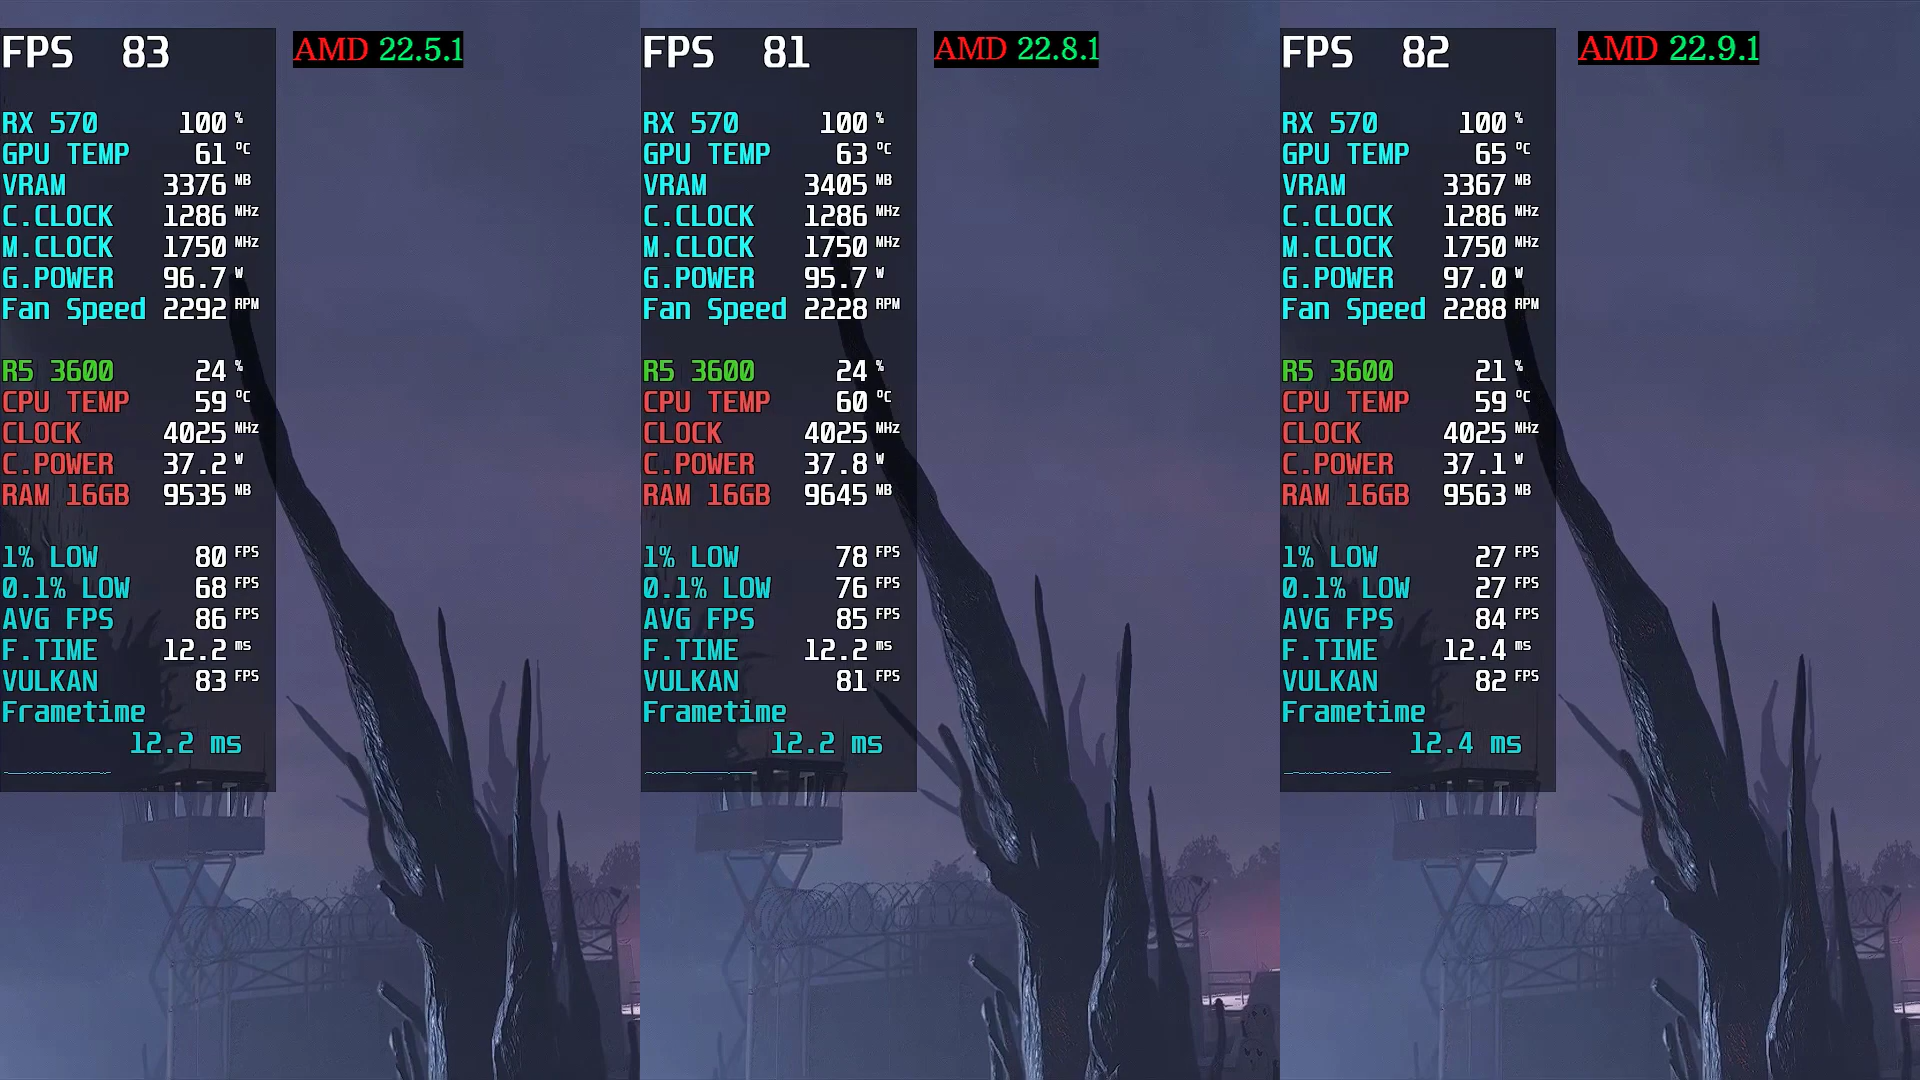 FPS 83
AMD 22.5.1
RX 570 100 %
GPU TEMP 61 °C
VRAM 3376 MB
C.CLOCK 1286 MHz
M.CLOCK 1750 MHz
G.POWER 96.7 W
Fan Speed 2292 RPM
R5 3600 24 %
CPU TEMP 59 °C
CLOCK 4025 MHz
C.POWER 37.2 W
RAM 16GB 9535 MB
1% LOW 80 FPS
0.1% LOW 68 FPS
AVG FPS 86 FPS
F.TIME 12.2 ms
VULKAN 83 FPS
Frametime
12.2 ms
FPS 81
AMD 22.8.1
RX 570 100 %
GPU TEMP 63 °C
VRAM 3405 MB
C.CLOCK 1286 MHz
M.CLOCK 1750 MHz
G.POWER 95.7 W
Fan Speed 2228 RPM
R5 3600 24 %
CPU TEMP 60 °C
CLOCK 4025 MHz
C.POWER 37.8 W
RAM 16GB 9645 MB
1% LOW 78 FPS
0.1% LOW 76 FPS
AVG FPS 85 FPS
F.TIME 12.2 ms
VULKAN 81 FPS
Frametime
12.2 ms
FPS 82
AMD 22.9.1
RX 570 100 %
GPU TEMP 65 °C
VRAM 3367 MB
C.CLOCK 1286 MHz
M.CLOCK 1750 MHz
G.POWER 97.0 W
Fan Speed 2288 RPM
R5 3600 21 %
CPU TEMP 59 °C
CLOCK 4025 MHz
C.POWER 37.1 W
RAM 16GB 9563 MB
1% LOW 27 FPS
0.1% LOW 27 FPS
AVG FPS 84 FPS
F.TIME 12.4 ms
VULKAN 82 FPS
Frametime
12.4 ms